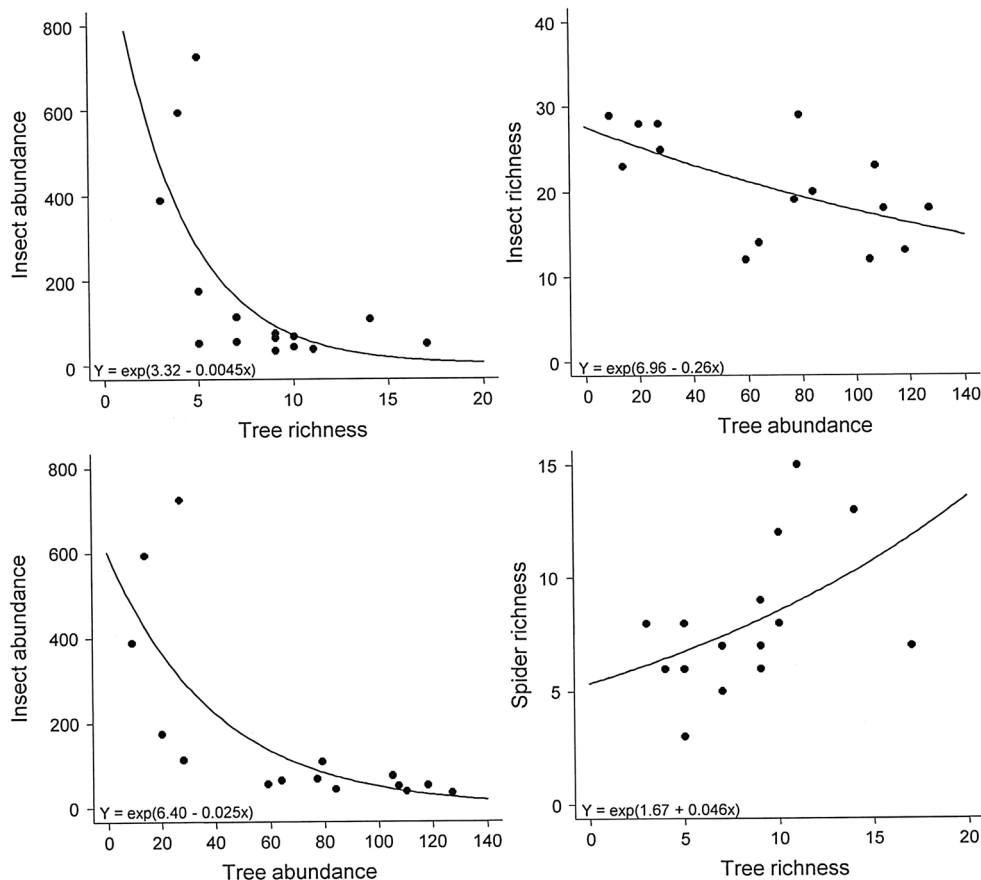 800
600
400
200
0
Insect abundance
Y = exp(3.32 - 0.0045x)
0 5 10 15 20
Tree richness
40
30
20
10
0
Insect richness
Y = exp(6.96 - 0.26x)
0 20 40 60 80 100 120 140
Tree abundance
800
600
400
200
0
Insect abundance
Y = exp(6.40 - 0.025x)
0 20 40 60 80 100 120 140
Tree abundance
15
10
5
0
Spider richness
Y = exp(1.67 + 0.046x)
0 5 10 15 20
Tree richness